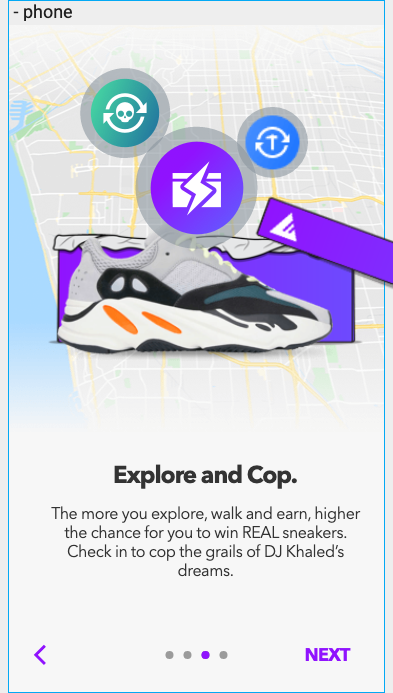 - phone
Explore and Cop.
The more you explore, walk and earn, higher
the chance for you to win REAL sneakers.
Check in to cop the grails of DJ Khaled’s
dreams.
NEXT